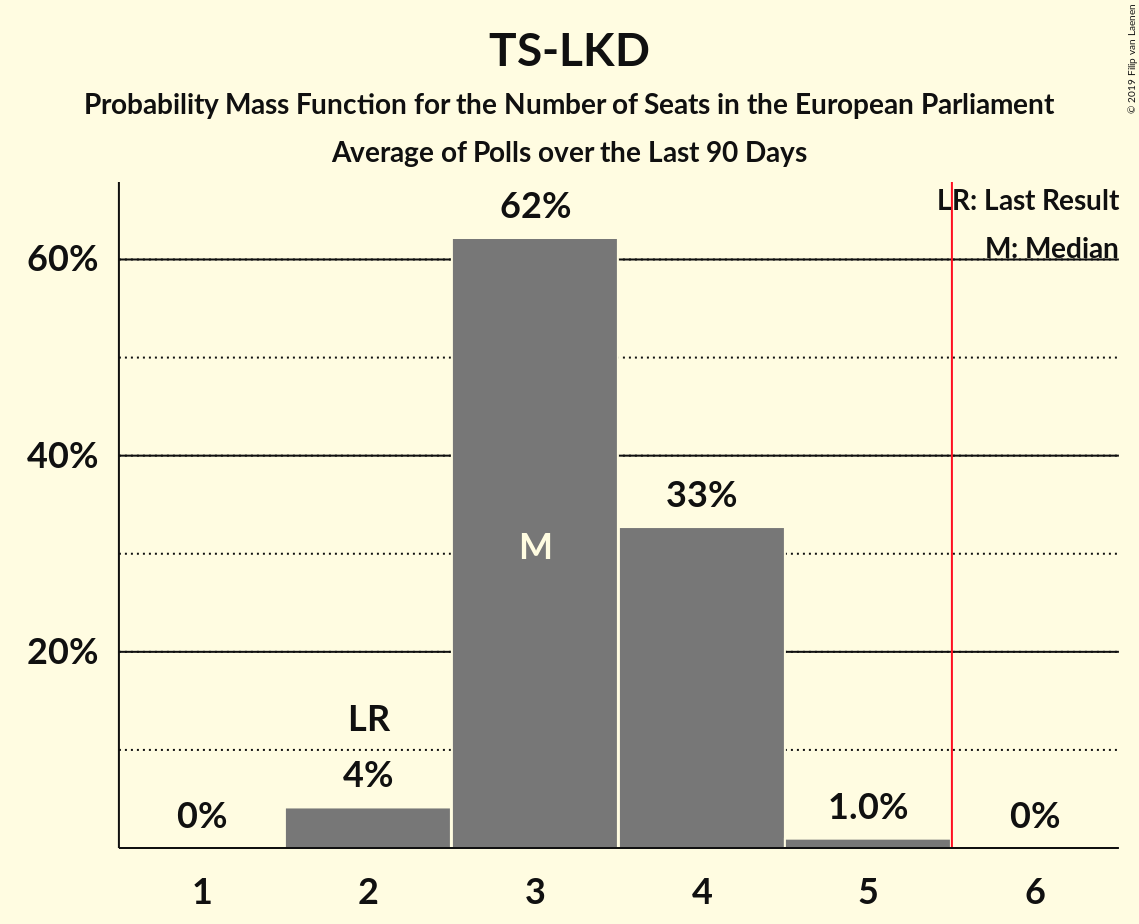 TS-LKD
Probability Mass Function for the Number of Seats in the European Parliament
Average of Polls over the Last 90 Days
© 2019 Filip van Laenen
LR: Last Result
M: Median
62%
60%
40%
33%
M
20%
LR
4%
0%
1.0%
0%
1 2 3 4 5 6